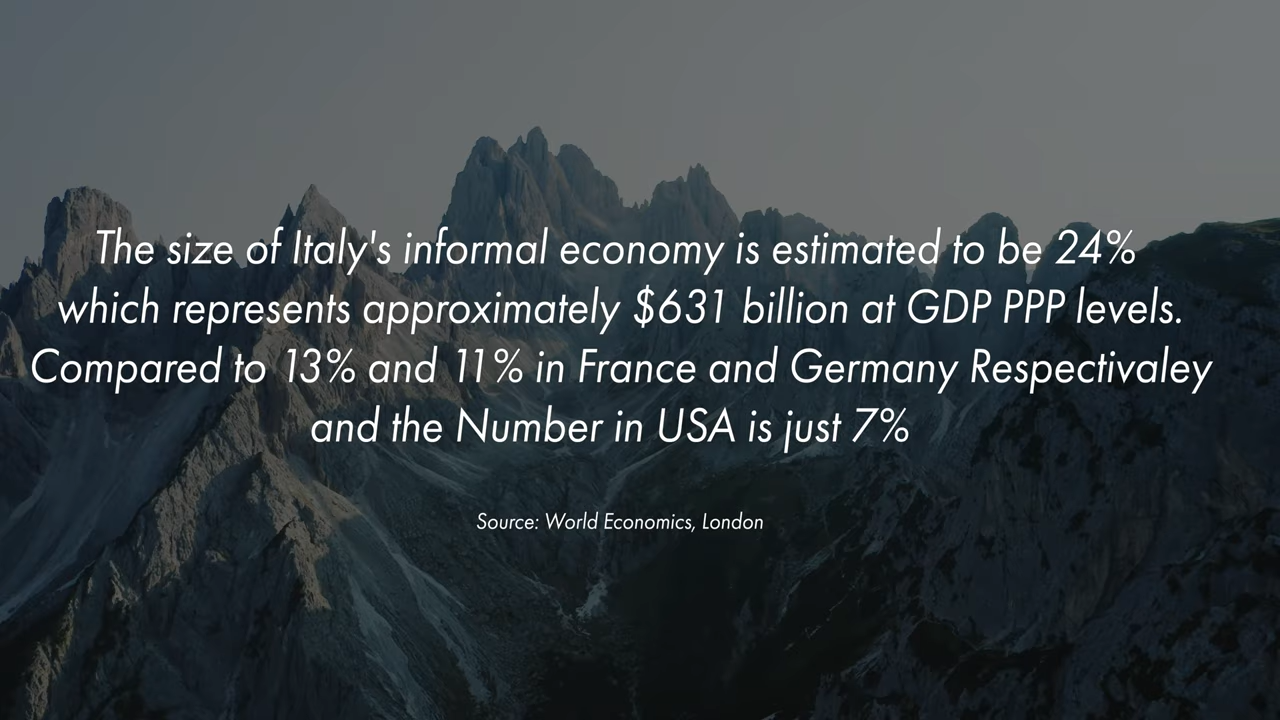 The size of Italy's informal economy is estimated to be 24%
which represents approximately $631 billion at GDP PPP levels.
Compared to 13% and 11% in France and Germany Respectivaley
and the Number in USA is just 7%
Source: World Economics, London